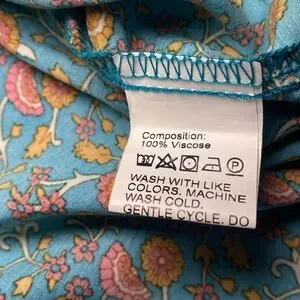 Composition:
100% Viscose
WASH WITH LIKE
COLORS. MACHINE
WASH COLD.
GENTLE CYCLE. DO